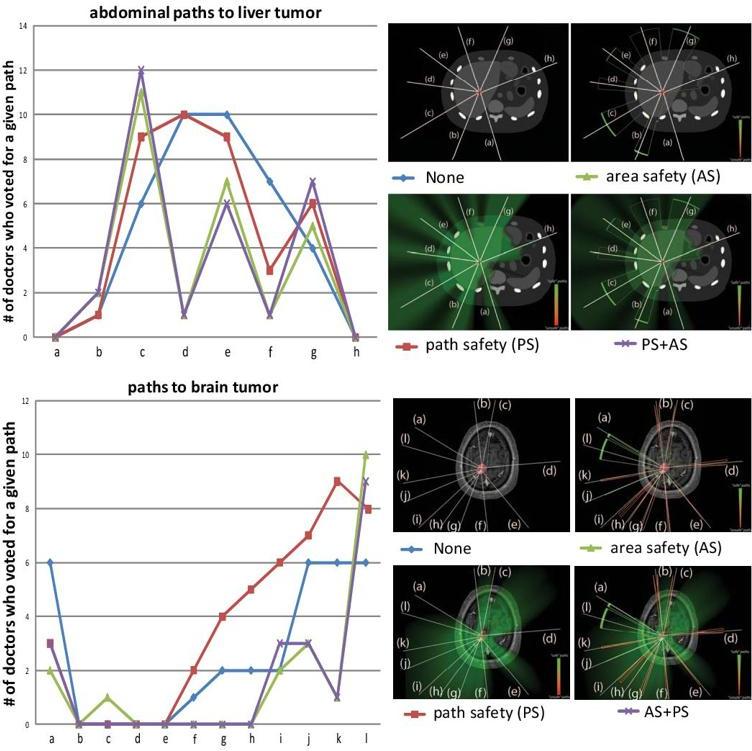 abdominal paths to liver tumor
# of doctors who voted for a given path
14
12
10
8
6
4
2
0
a b c d e f g h
(f) (g)
(e) (h)
(d)
(c)
(b) (a)
(f) (g)
(e) (h)
(d)
(c)
(b) (a)
None
area safety (AS)
(f) (g)
(e)
(d) (h)
(c)
(b) (a)
(f) (g)
(e)
(d) (h)
(c)
(b) (a)
path safety (PS)
PS+AS
paths to brain tumor
# of doctors who voted for a given path
12
10
8
6
4
2
0
a b c d e f g h i j k l
(b) (c)
(a)
(l)
(k) (d)
(j)
(i) (h) (g) (f) (e)
(b) (c)
(a)
(l)
(k) (d)
(j)
(i) (h) (g) (f) (e)
None
area safety (AS)
(b) (c)
(a)
(l)
(k) (d)
(j)
(i) (h) (g) (f) (e)
(b) (c)
(a)
(l)
(k) (d)
(j)
(i) (h) (g) (f) (e)
path safety (PS)
AS+PS